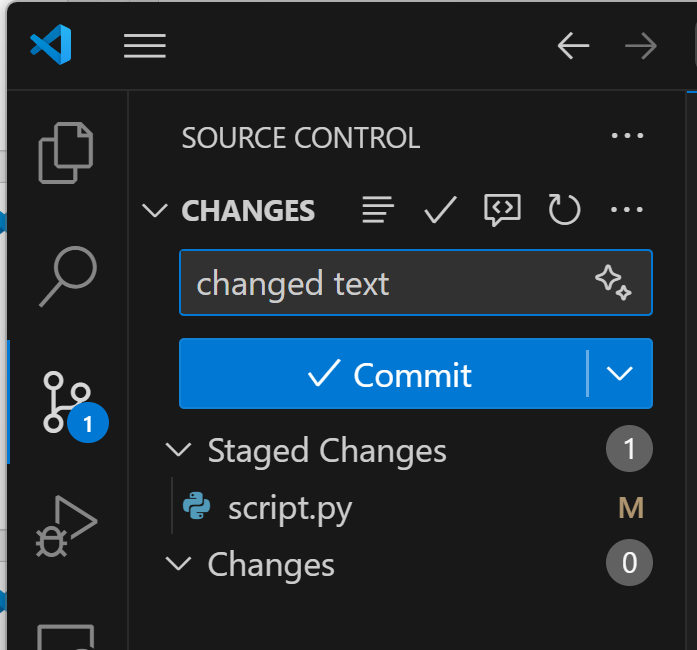 SOURCE CONTROL
CHANGES
changed text
Commit
1
Staged Changes 1
script.py M
Changes 0